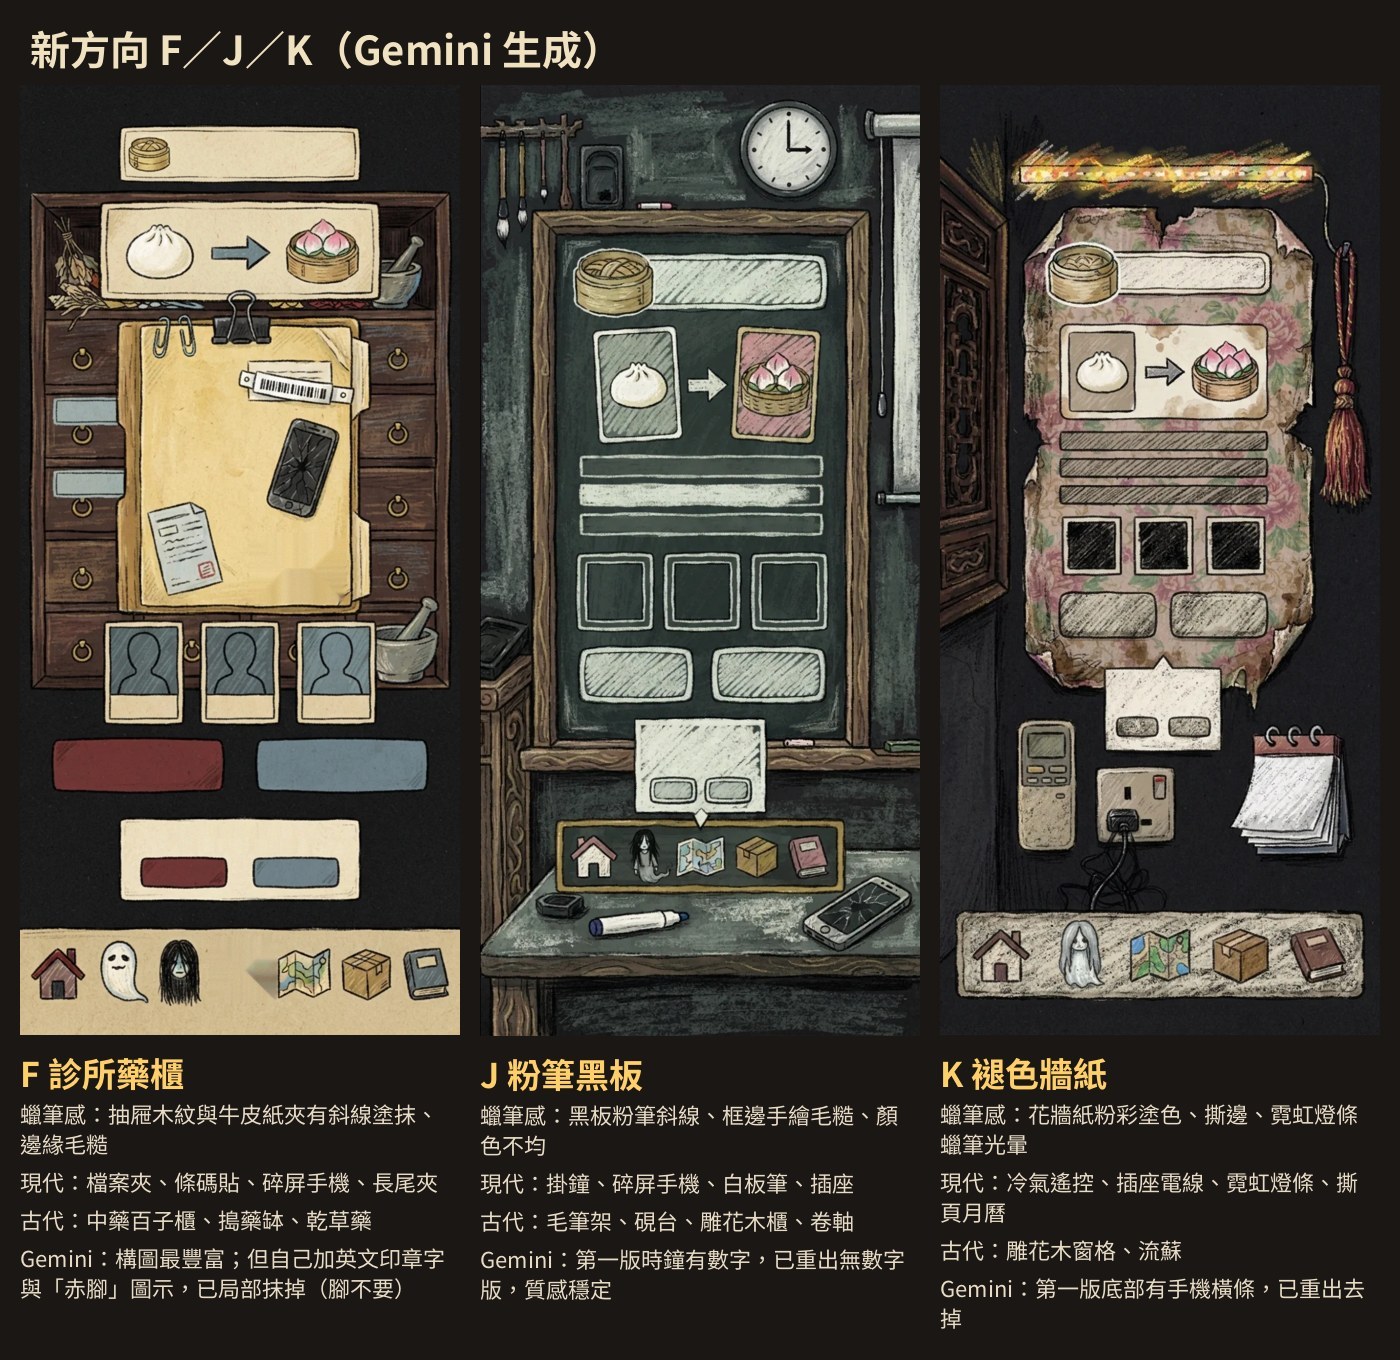 新方向 F／J／K（Gemini 生成）
F 診所藥櫃
蠟筆感：抽屜木紋與牛皮紙夾有斜線塗抹、
邊緣毛糙
現代：檔案夾、條碼貼、碎屏手機、長尾夾
古代：中藥百子櫃、搗藥缽、乾草藥
Gemini：構圖最豐富；但自己加英文印章字
與「赤腳」圖示，已局部抹掉（腳不要）
J 粉筆黑板
蠟筆感：黑板粉筆斜線、框邊手繪毛糙、顏
色不均
現代：掛鐘、碎屏手機、白板筆、插座
古代：毛筆架、硯台、雕花木櫃、卷軸
Gemini：第一版時鐘有數字，已重出無數字
版，質感穩定
K 褪色牆紙
蠟筆感：花牆紙粉彩塗色、撕邊、霓虹燈條
蠟筆光暈
現代：冷氣遙控、插座電線、霓虹燈條、撕
頁月曆
古代：雕花木窗格、流蘇
Gemini：第一版底部有手機橫條，已重出去
掉